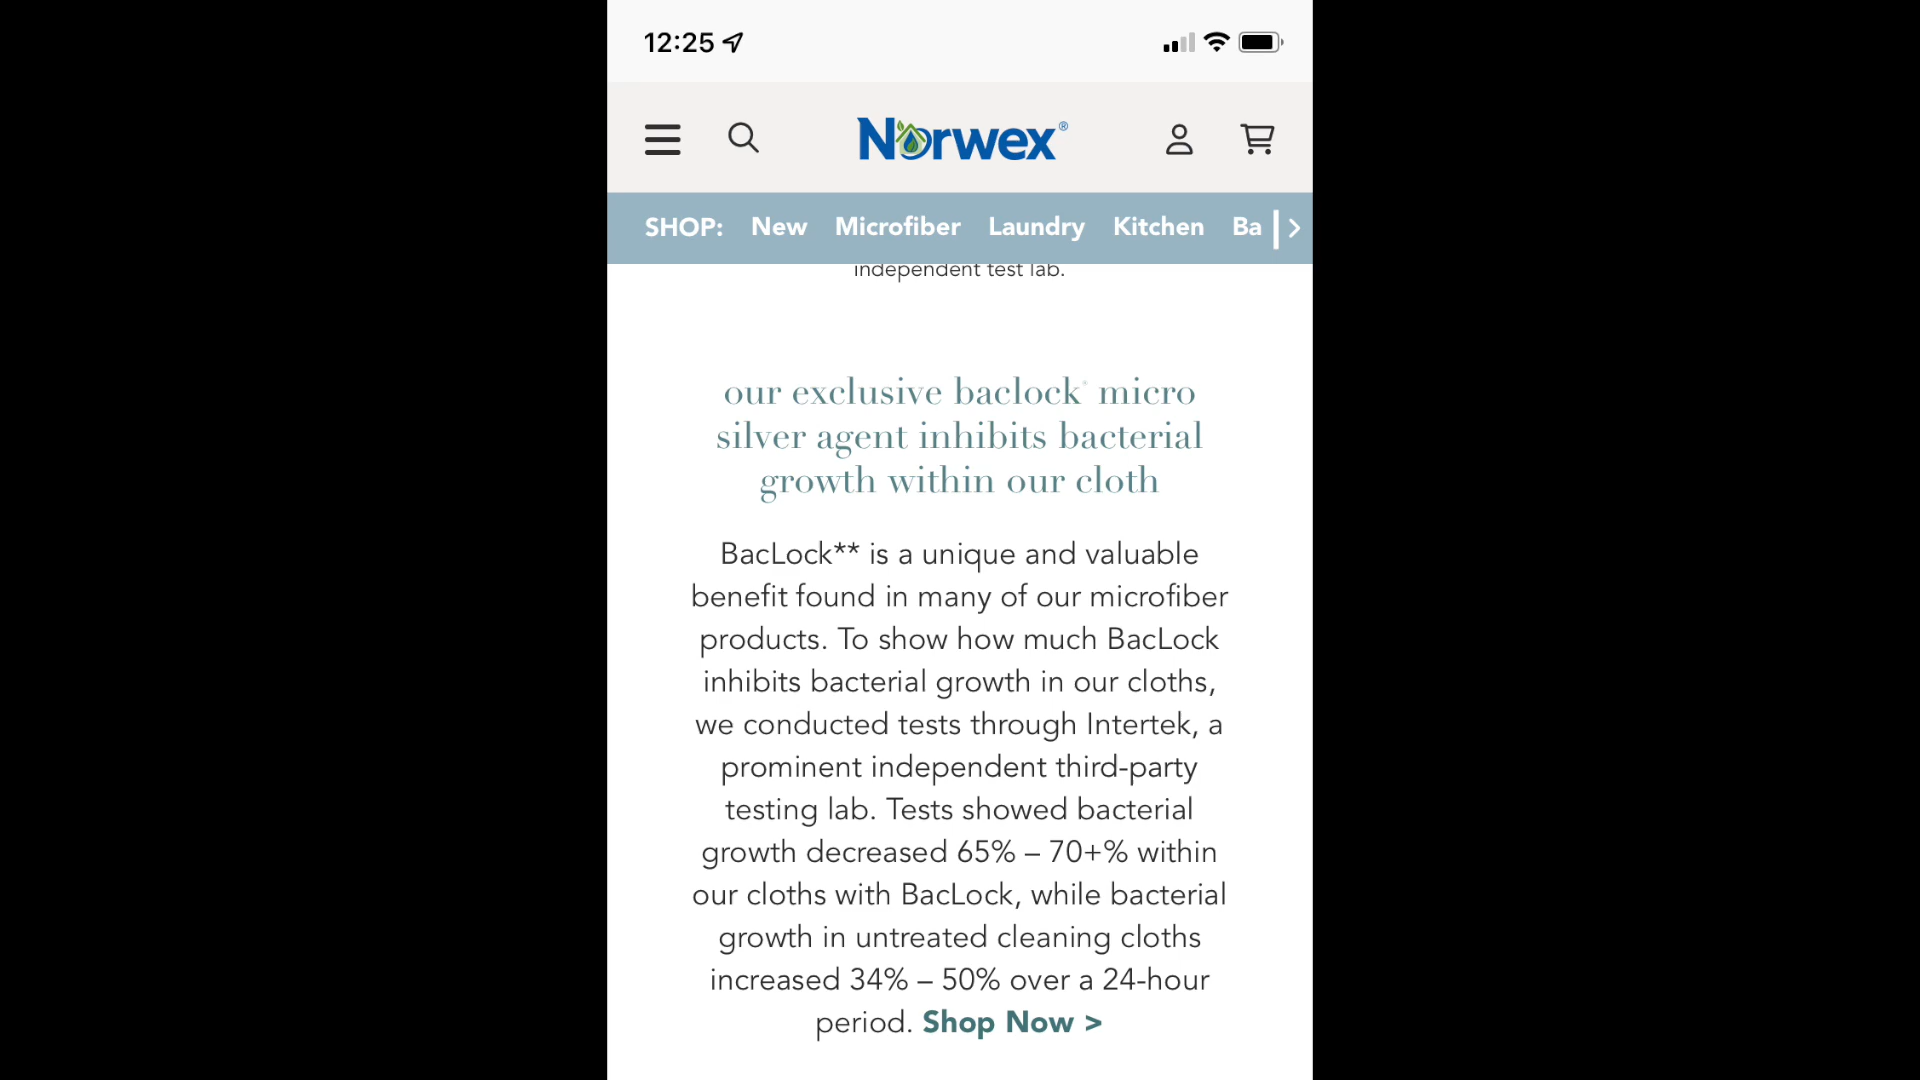 12:25
Norwex®
SHOP: New Microfiber Laundry Kitchen Ba
independent test lab.
our exclusive baclock® micro
silver agent inhibits bacterial
growth within our cloth
BacLock** is a unique and valuable
benefit found in many of our microfiber
products. To show how much BacLock
inhibits bacterial growth in our cloths,
we conducted tests through Intertek, a
prominent independent third-party
testing lab. Tests showed bacterial
growth decreased 65% – 70+% within
our cloths with BacLock, while bacterial
growth in untreated cleaning cloths
increased 34% – 50% over a 24-hour
period. Shop Now >